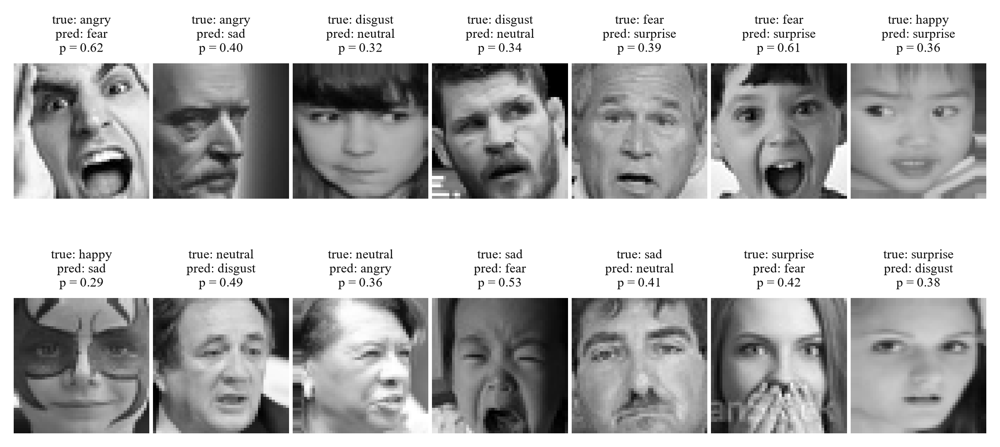 true: angry
pred: fear
p = 0.62
true: angry
pred: sad
p = 0.40
true: disgust
pred: neutral
p = 0.32
true: disgust
pred: neutral
p = 0.34
true: fear
pred: surprise
p = 0.39
true: fear
pred: surprise
p = 0.61
true: happy
pred: surprise
p = 0.36
true: happy
pred: sad
p = 0.29
true: neutral
pred: disgust
p = 0.49
true: neutral
pred: angry
p = 0.36
true: sad
pred: fear
p = 0.53
true: sad
pred: neutral
p = 0.41
true: surprise
pred: fear
p = 0.42
true: surprise
pred: disgust
p = 0.38